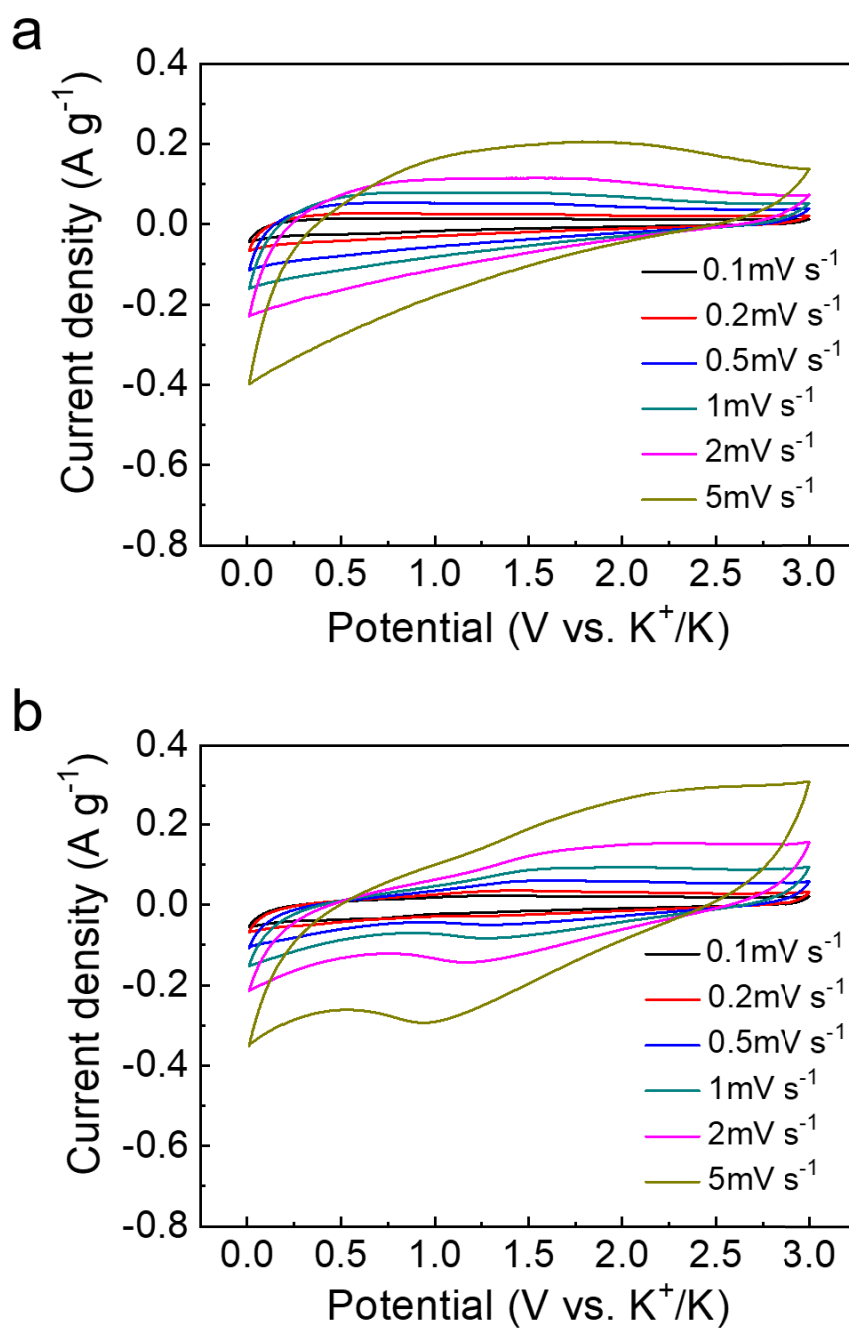 a
0.4
0.2
0.0
-0.2
-0.4
-0.6
-0.8
Current density (A g⁻¹)
0.1mV s⁻¹
0.2mV s⁻¹
0.5mV s⁻¹
1mV s⁻¹
2mV s⁻¹
5mV s⁻¹
0.0 0.5 1.0 1.5 2.0 2.5 3.0
Potential (V vs. K⁺/K)
b
0.4
0.2
0.0
-0.2
-0.4
-0.6
-0.8
Current density (A g⁻¹)
0.1mV s⁻¹
0.2mV s⁻¹
0.5mV s⁻¹
1mV s⁻¹
2mV s⁻¹
5mV s⁻¹
0.0 0.5 1.0 1.5 2.0 2.5 3.0
Potential (V vs. K⁺/K)